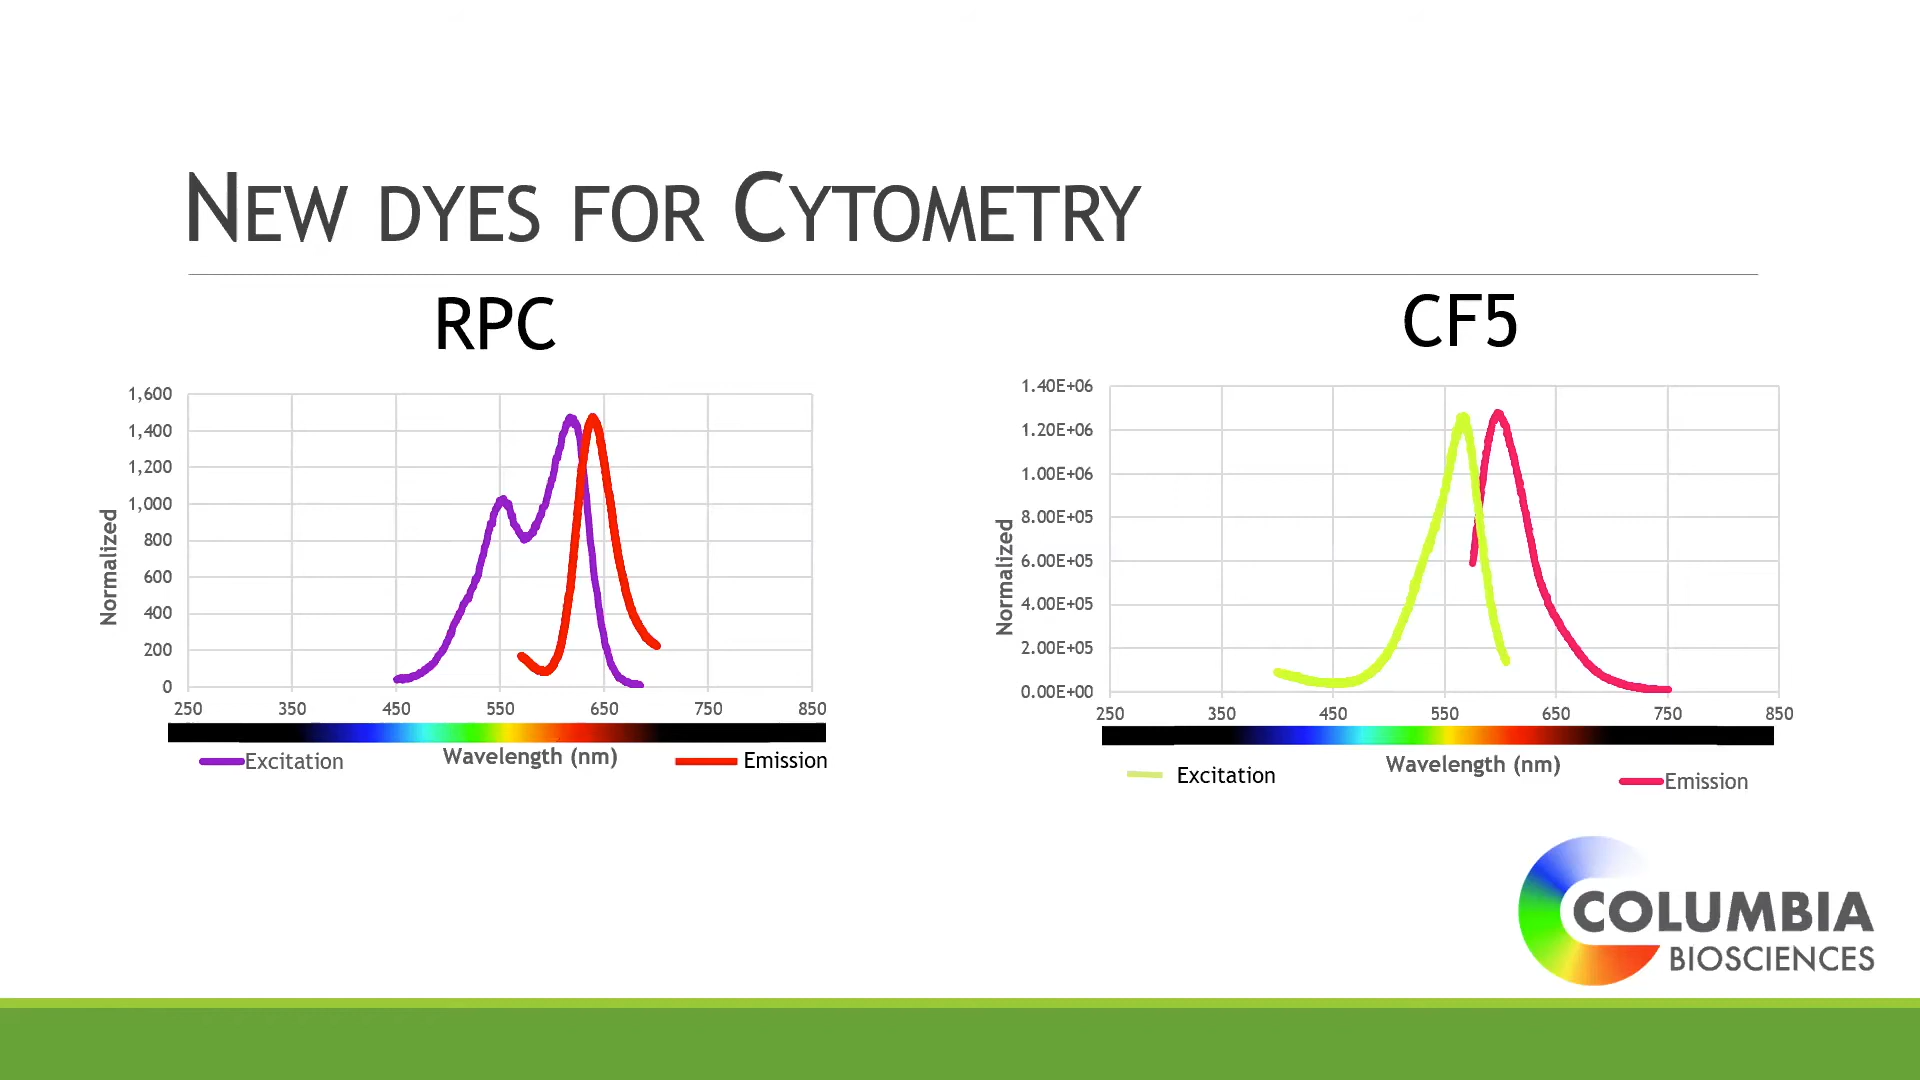 NEW DYES FOR CYTOMETRY
RPC
1,600
1,400
1,200
1,000
800
600
400
200
0
Normalized
250 350 450 550 650 750 850
Wavelength (nm)
Excitation
Emission
CF5
1.40E+06
1.20E+06
1.00E+06
8.00E+05
6.00E+05
4.00E+05
2.00E+05
0.00E+00
Normalized
250 350 450 550 650 750 850
Wavelength (nm)
Excitation
Emission
COLUMBIA
BIOSCIENCES